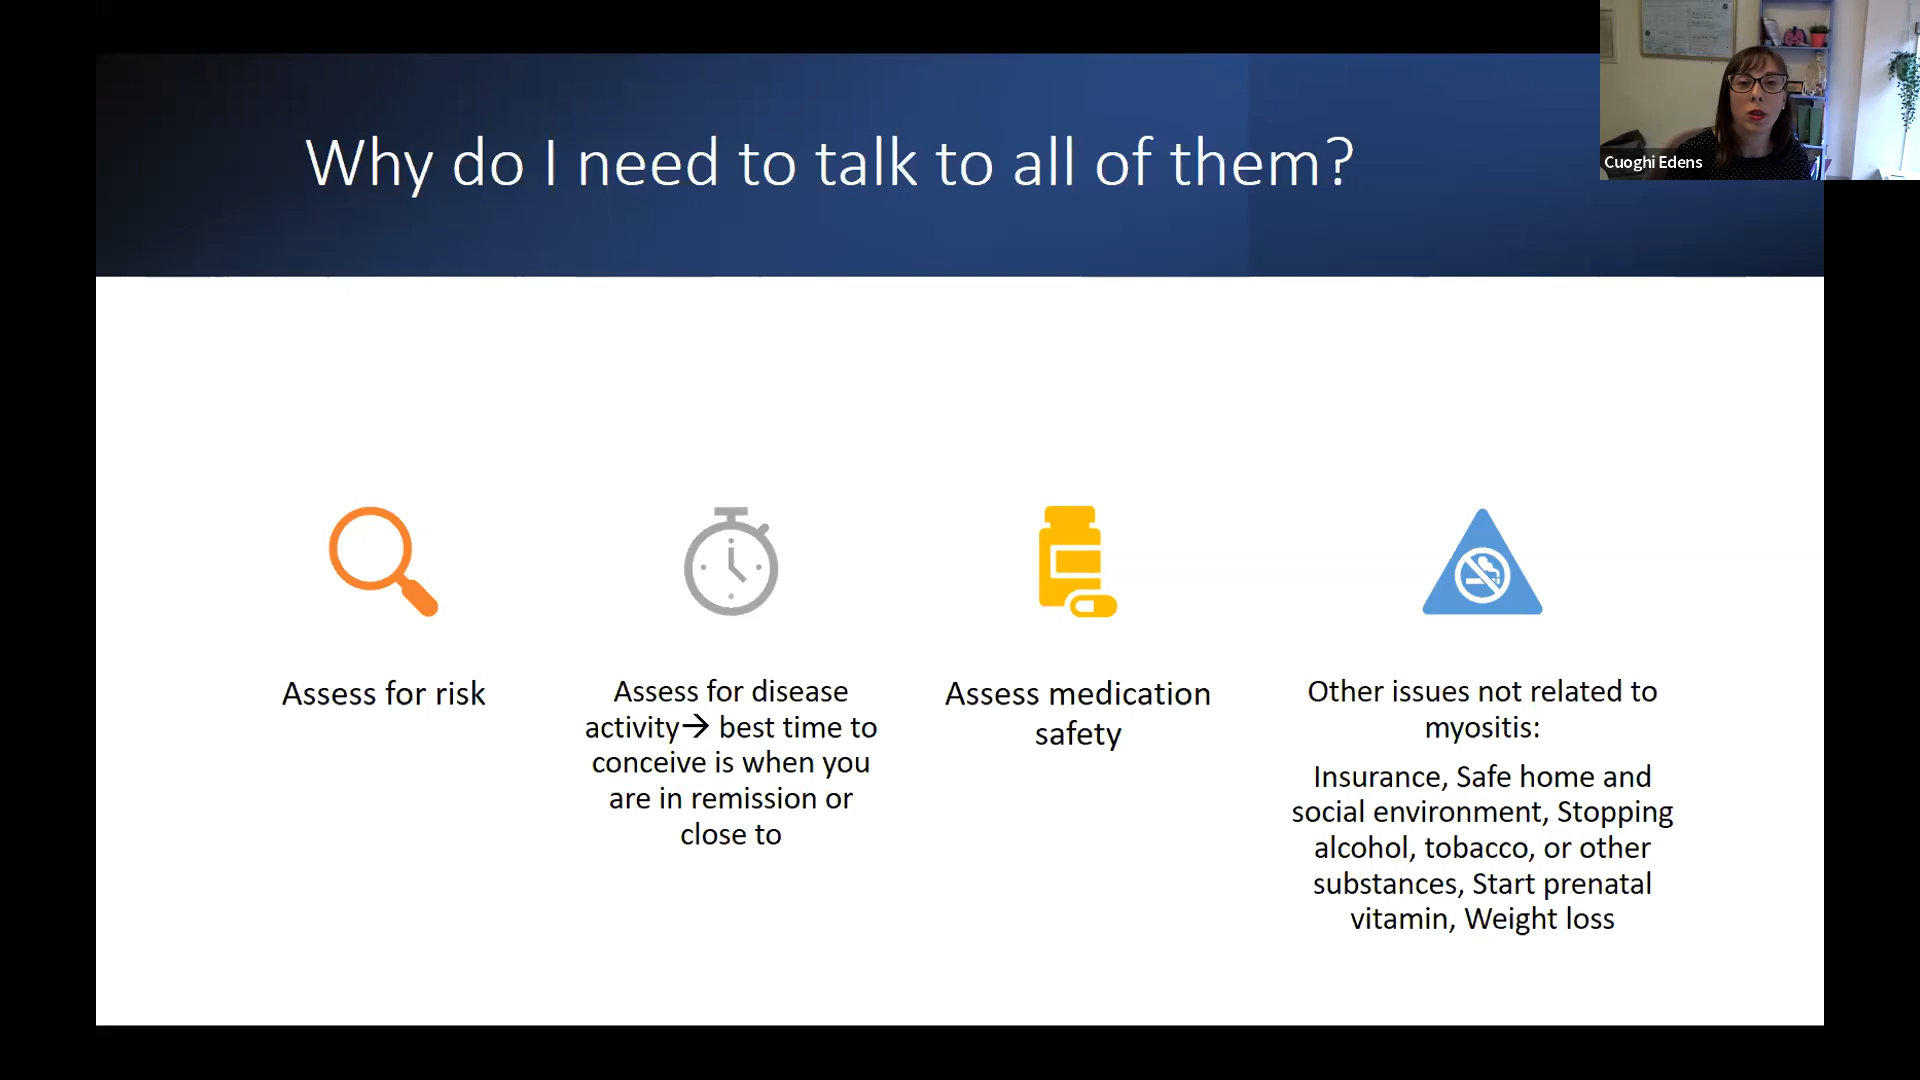 Why do I need to talk to all of them?
Cuoghi Edens
Assess for risk
Assess for disease
activity→ best time to
conceive is when you
are in remission or
close to
Assess medication
safety
Other issues not related to
myositis:
Insurance, Safe home and
social environment, Stopping
alcohol, tobacco, or other
substances, Start prenatal
vitamin, Weight loss